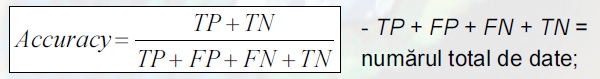 Accuracy = (TP + TN) / (TP + FP + FN + TN)
- TP + FP + FN + TN =
numărul total de date;